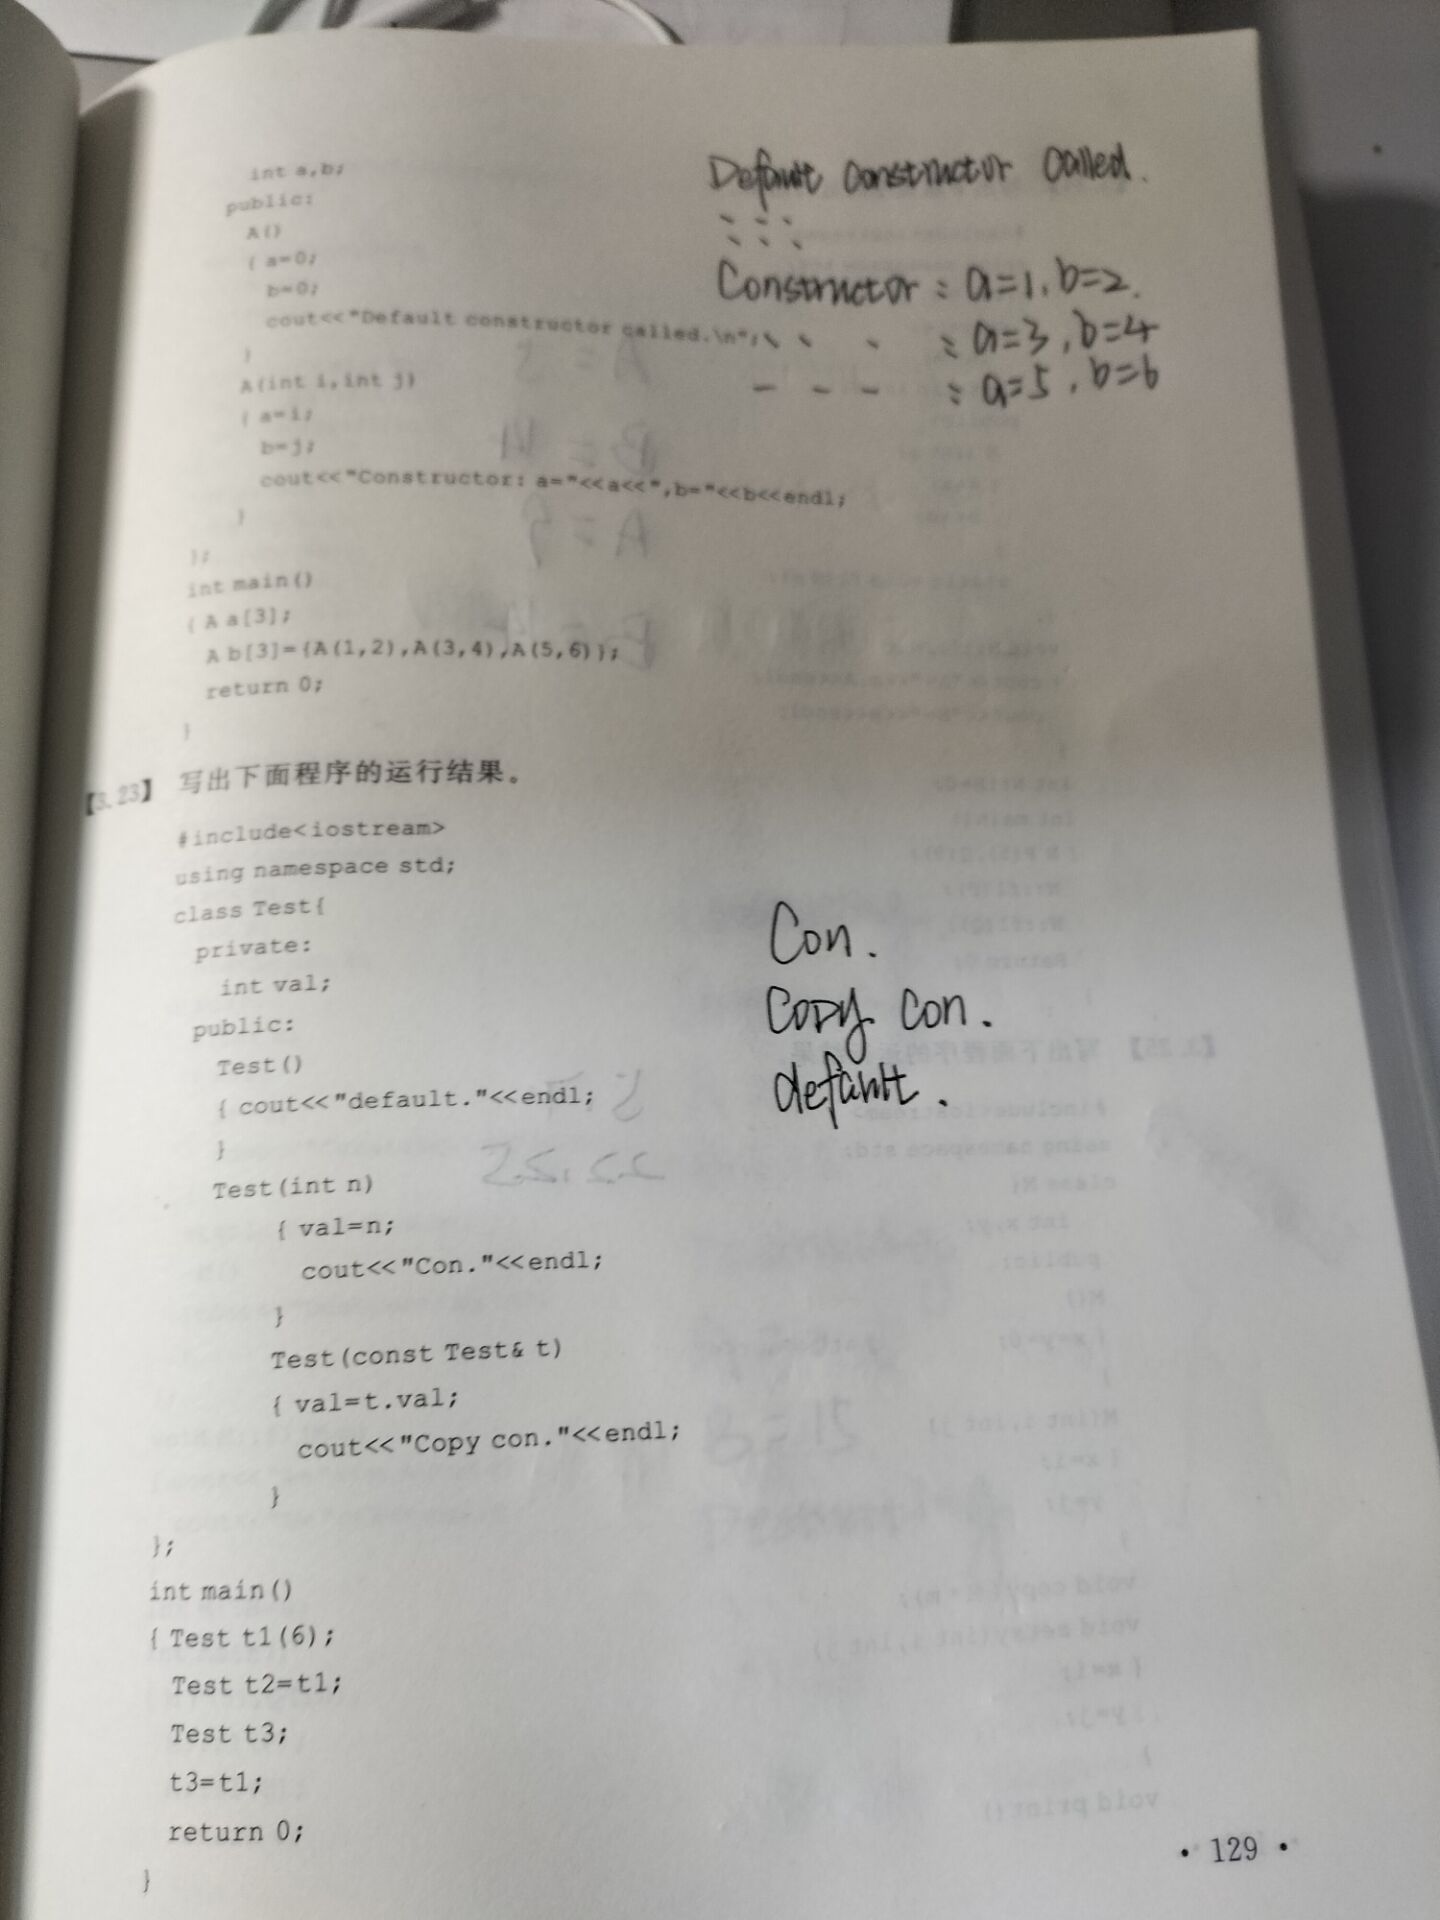 int a,b;
public:
A()
{ a=0;
b=0;
cout<<"Default constructor called.\n";
}
A(int i,int j)
{ a=i;
b=j;
cout<<"Constructor: a="<<a<<",b="<<b<<endl;
}
};
int main()
{ A a[3];
A b[3]={A(1,2),A(3,4),A(5,6)};
return 0;
}
Default constructor called.
Constructor: a=1,b=2.
: a=3,b=4
: a=5,b=6
【3.23】 写出下面程序的运行结果。
#include<iostream>
using namespace std;
class Test{
private:
int val;
public:
Test()
{ cout<<"default."<<endl;
}
Test(int n)
{ val=n;
cout<<"Con."<<endl;
}
Test(const Test& t)
{ val=t.val;
cout<<"Copy con."<<endl;
}
};
int main()
{ Test t1(6);
Test t2=t1;
Test t3;
t3=t1;
return 0;
}
Con.
Copy con.
default.
· 129 ·